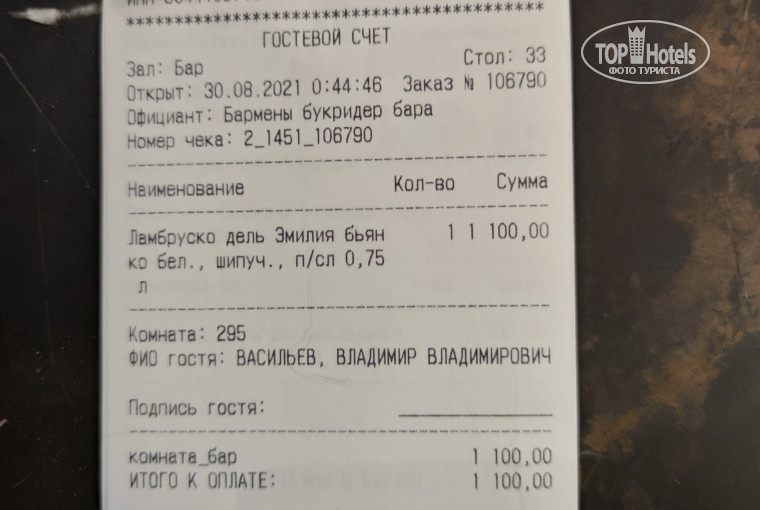 *****************************************
ГОСТЕВОЙ СЧЕТ
Зал: Бар Стол: 33
Открыт: 30.08.2021 0:44:46 Заказ № 106790
Официант: Бармены букридер бара
Номер чека: 2_1451_106790
Наименование Кол-во Сумма
Ламбруско дель Эмилия бьян 1 1 100,00
ко бел., шипуч., п/сл 0,75
л
Комната: 295
ФИО гостя: ВАСИЛЬЕВ, ВЛАДИМИР ВЛАДИМИРОВИЧ
Подпись гостя:
комната_бар 1 100,00
ИТОГО К ОПЛАТЕ: 1 100,00
TOP Hotels
ФОТО ТУРИСТА